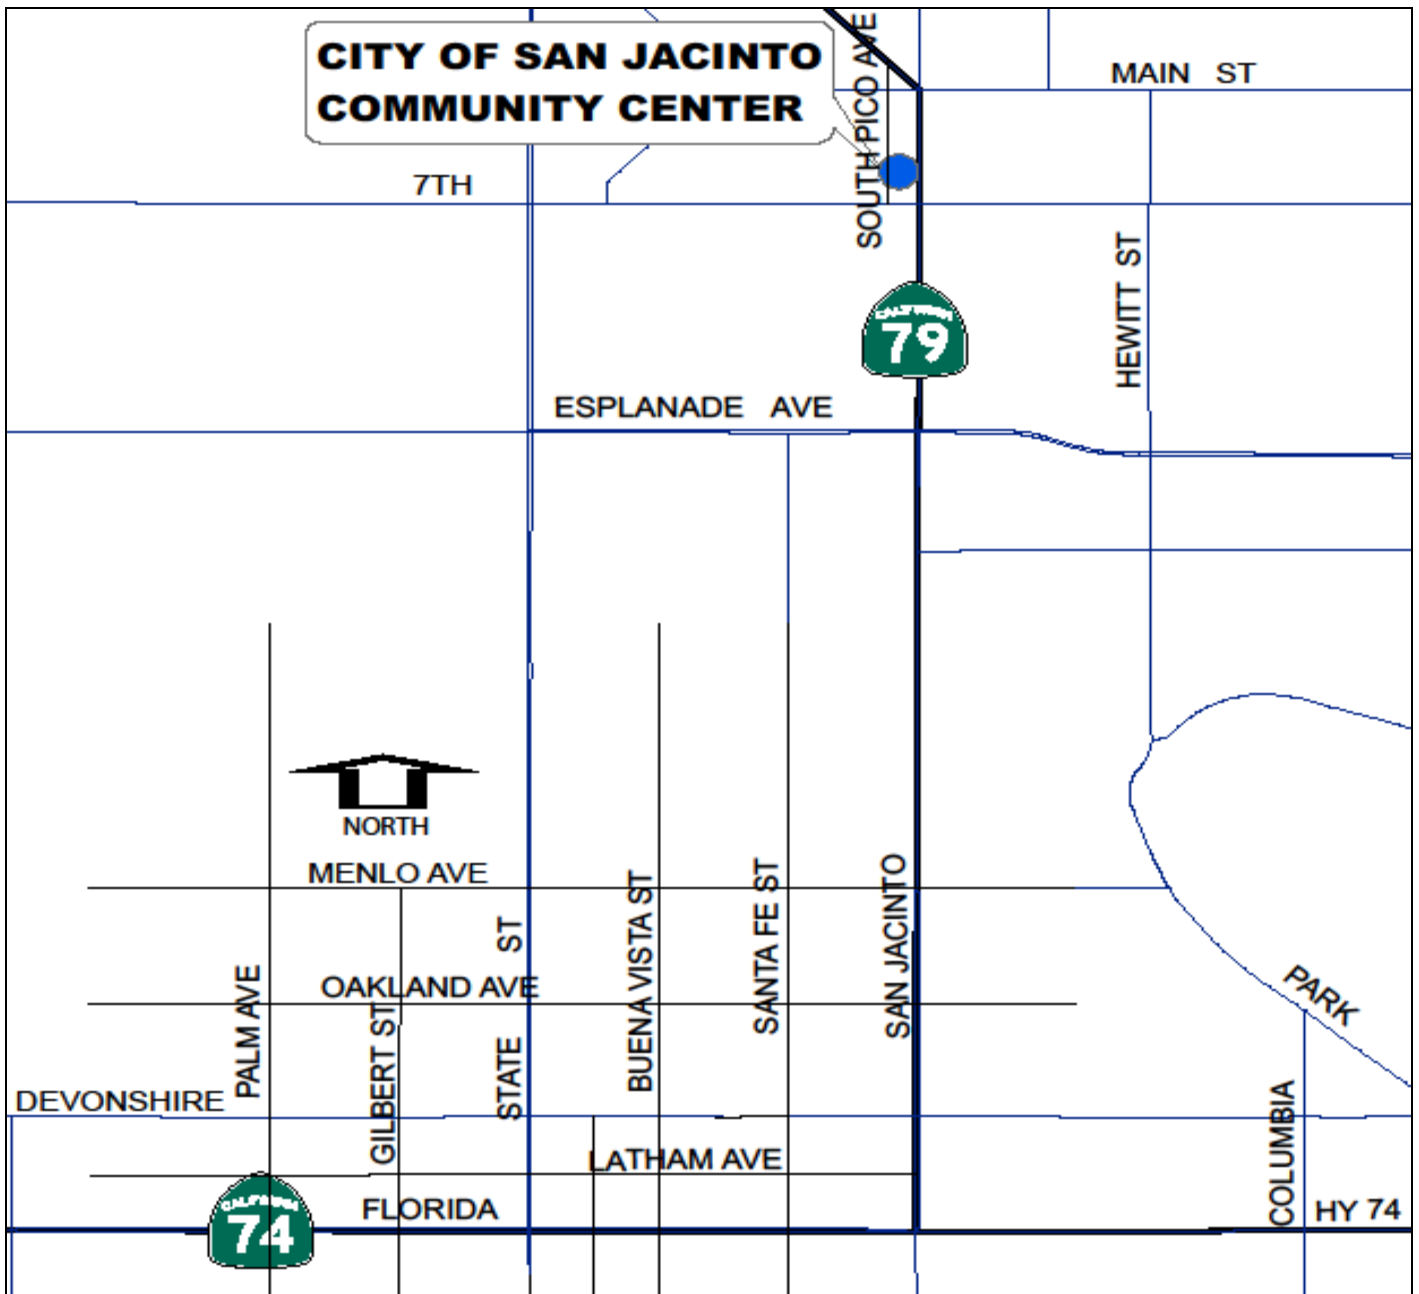 CITY OF SAN JACINTO
COMMUNITY CENTER
SOUTH PICO AVE
MAIN ST
7TH
HEWITT ST
CALIFORNIA
79
ESPLANADE AVE
NORTH
MENLO AVE
STATE ST
BUENA VISTA ST
SANTA FE ST
SAN JACINTO
PALM AVE
OAKLAND AVE
GILBERT ST
PARK
DEVONSHIRE
COLUMBIA
LATHAM AVE
CALIFORNIA
74
FLORIDA
HY 74